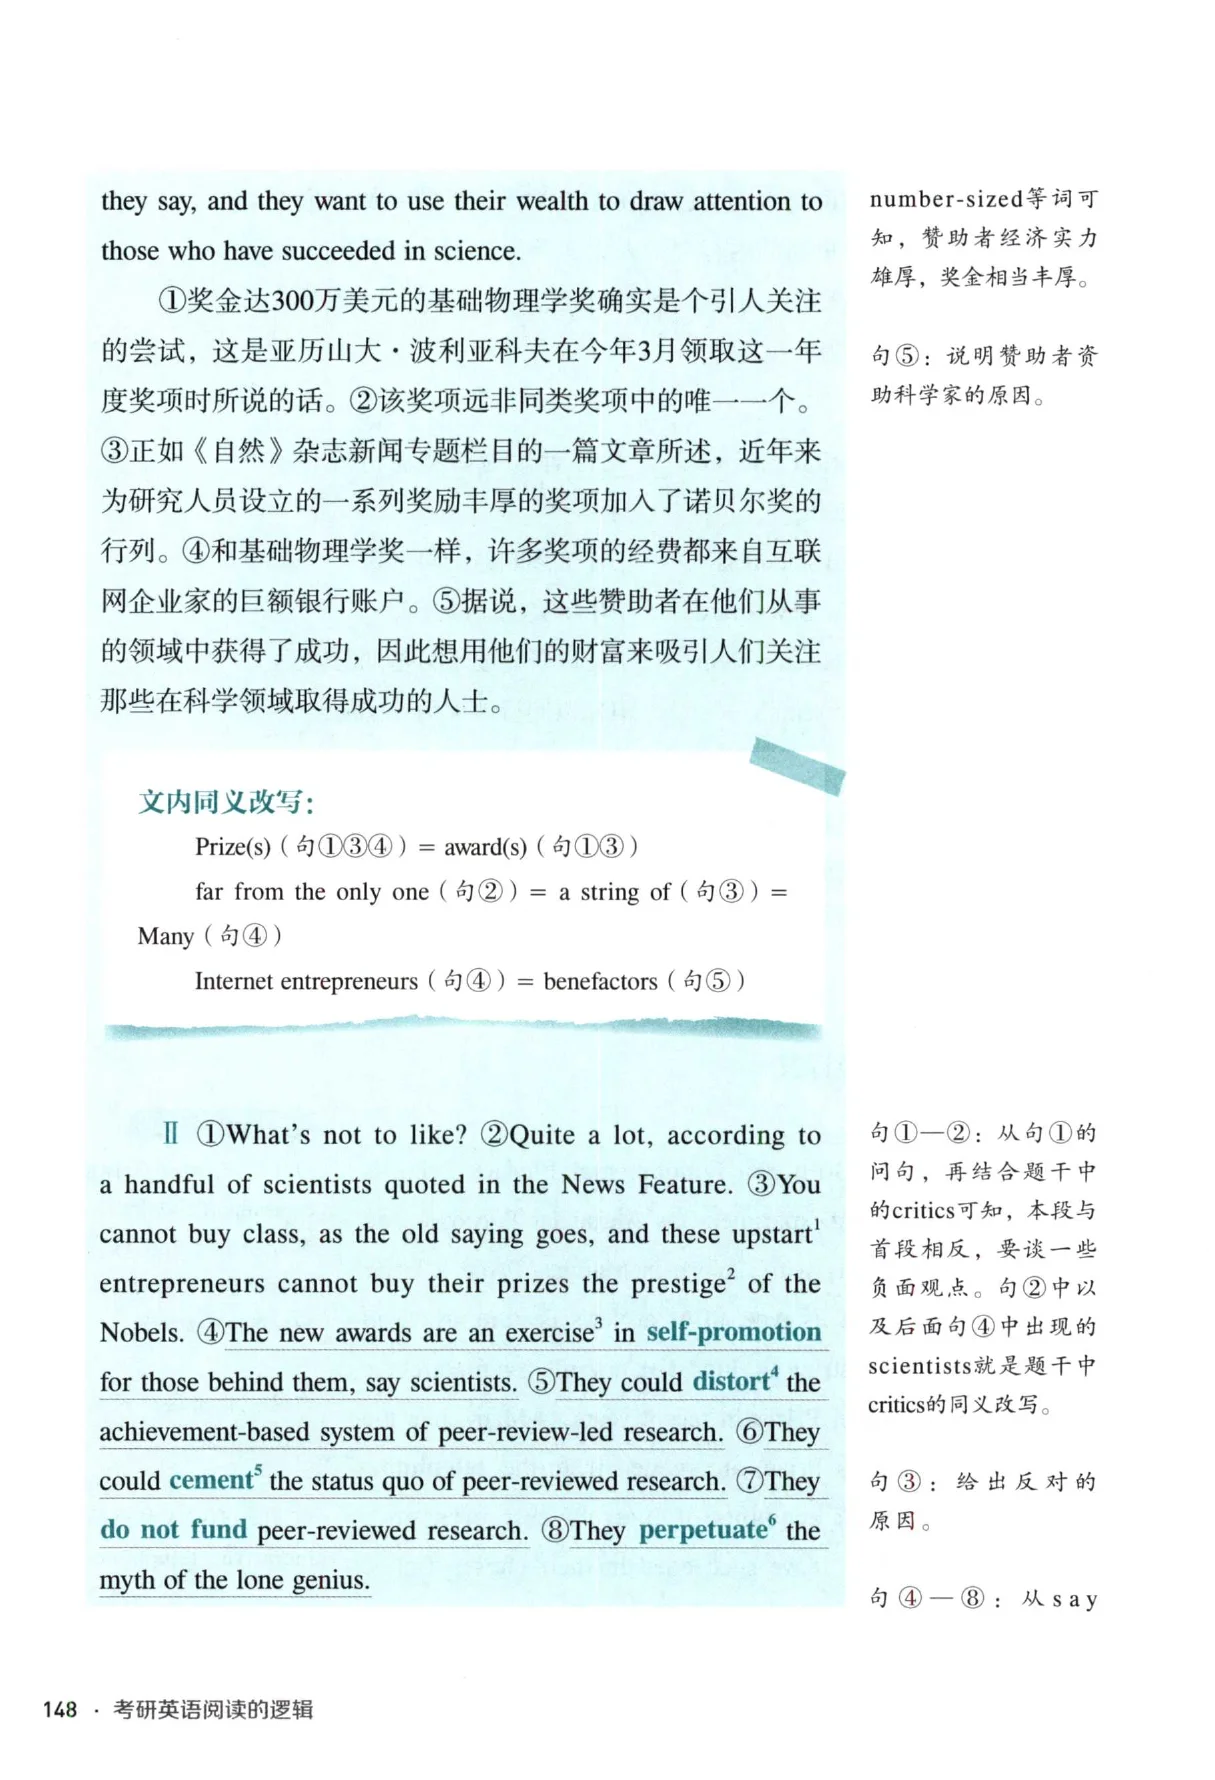 they say, and they want to use their wealth to draw attention to
those who have succeeded in science.
①奖金达300万美元的基础物理学奖确实是个引人关注
的尝试，这是亚历山大·波利亚科夫在今年3月领取这一年
度奖项时所说的话。②该奖项远非同类奖项中的唯一一个。
③正如《自然》杂志新闻专题栏目的一篇文章所述，近年来
为研究人员设立的一系列奖励丰厚的奖项加入了诺贝尔奖的
行列。④和基础物理学奖一样，许多奖项的经费都来自互联
网企业家的巨额银行账户。⑤据说，这些赞助者在他们从事
的领域中获得了成功，因此想用他们的财富来吸引人们关注
那些在科学领域取得成功的人士。
number-sized等词可
知，赞助者经济实力
雄厚，奖金相当丰厚。
句⑤：说明赞助者资
助科学家的原因。
文内同义改写：
Prize(s)（句①③④）= award(s)（句①③）
far from the only one（句②）= a string of（句③）=
Many（句④）
Internet entrepreneurs（句④）= benefactors（句⑤）
Ⅱ ①What's not to like? ②Quite a lot, according to
a handful of scientists quoted in the News Feature. ③You
cannot buy class, as the old saying goes, and these upstart¹
entrepreneurs cannot buy their prizes the prestige² of the
Nobels. ④The new awards are an exercise³ in self-promotion
for those behind them, say scientists. ⑤They could distort⁴ the
achievement-based system of peer-review-led research. ⑥They
could cement⁵ the status quo of peer-reviewed research. ⑦They
do not fund peer-reviewed research. ⑧They perpetuate⁶ the
myth of the lone genius.
句①—②：从句①的
问句，再结合题干中
的critics可知，本段与
首段相反，要谈一些
负面观点。句②中以
及后面句④中出现的
scientists就是题干中
critics的同义改写。
句③：给出反对的
原因。
句④—⑧：从say
148 · 考研英语阅读的逻辑